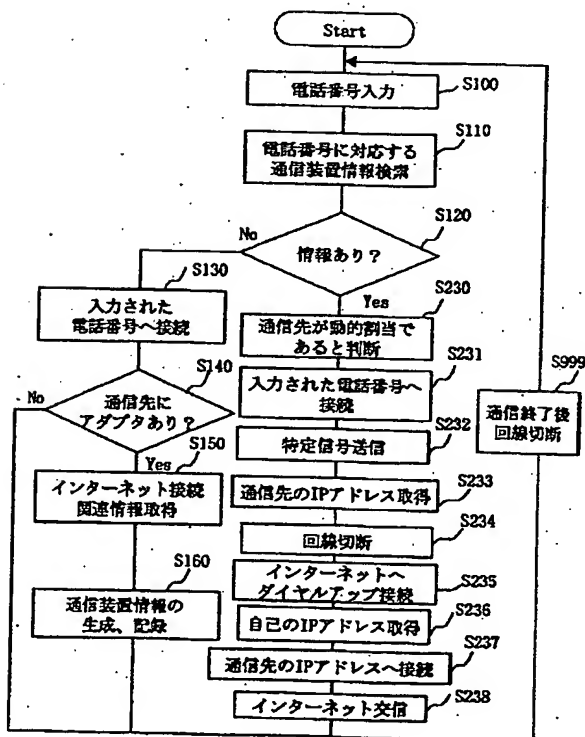 Start
電話番号入力
S100
電話番号に対応する
通信装置情報検索
S110
情報あり?
S120
No
Yes
S130
入力された
電話番号へ接続
S230
通信先が動的割当で
あると判断
S140
通信先に
アダプタあり?
No
Yes
S231
入力された電話番号へ
接続
S232
特定信号送信
S150
インターネット接続
関連情報取得
S233
通信先のIPアドレス取得
S234
回線切断
S160
通信装置情報の
生成、記録
S235
インターネットへ
ダイヤルアップ接続
S236
自己のIPアドレス取得
S237
通信先のIPアドレスへ接続
S238
インターネット交信
S999
通信終了後
回線切断